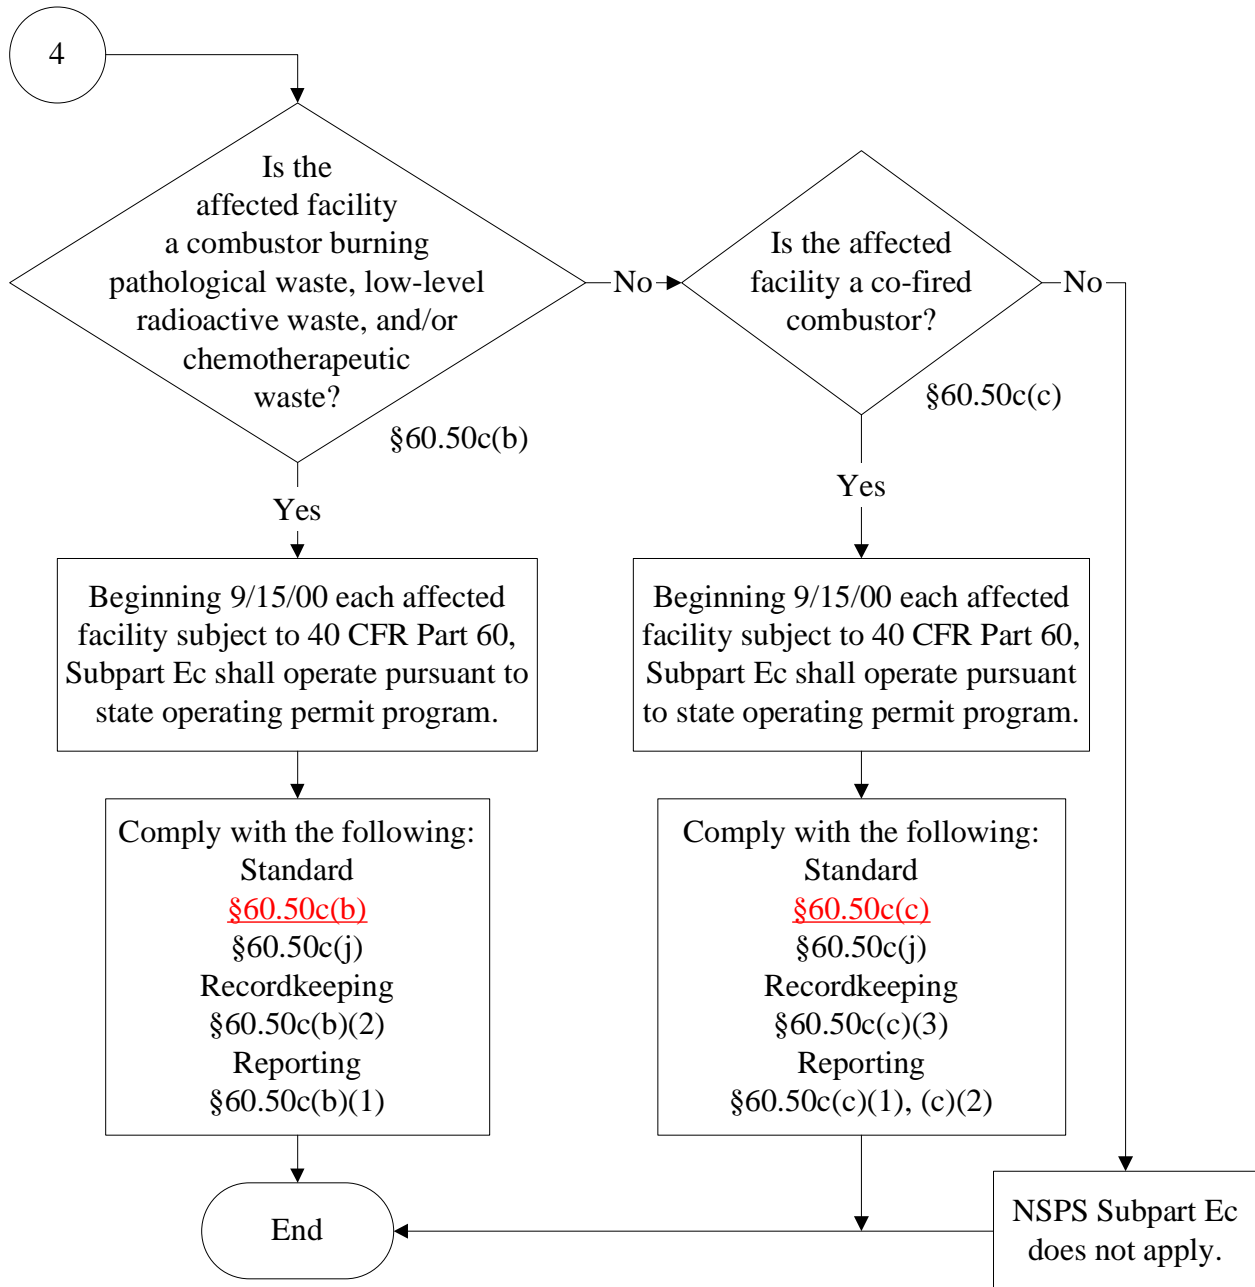 4
Is the
affected facility
a combustor burning
pathological waste, low-level
radioactive waste, and/or
chemotherapeutic
waste?
§60.50c(b)
No
Is the affected
facility a co-fired
combustor?
§60.50c(c)
No
Yes
Yes
Beginning 9/15/00 each affected
facility subject to 40 CFR Part 60,
Subpart Ec shall operate pursuant to
state operating permit program.
Beginning 9/15/00 each affected
facility subject to 40 CFR Part 60,
Subpart Ec shall operate pursuant
to state operating permit program.
Comply with the following:
Standard
§60.50c(b)
§60.50c(j)
Recordkeeping
§60.50c(b)(2)
Reporting
§60.50c(b)(1)
Comply with the following:
Standard
§60.50c(c)
§60.50c(j)
Recordkeeping
§60.50c(c)(3)
Reporting
§60.50c(c)(1), (c)(2)
End
NSPS Subpart Ec
does not apply.